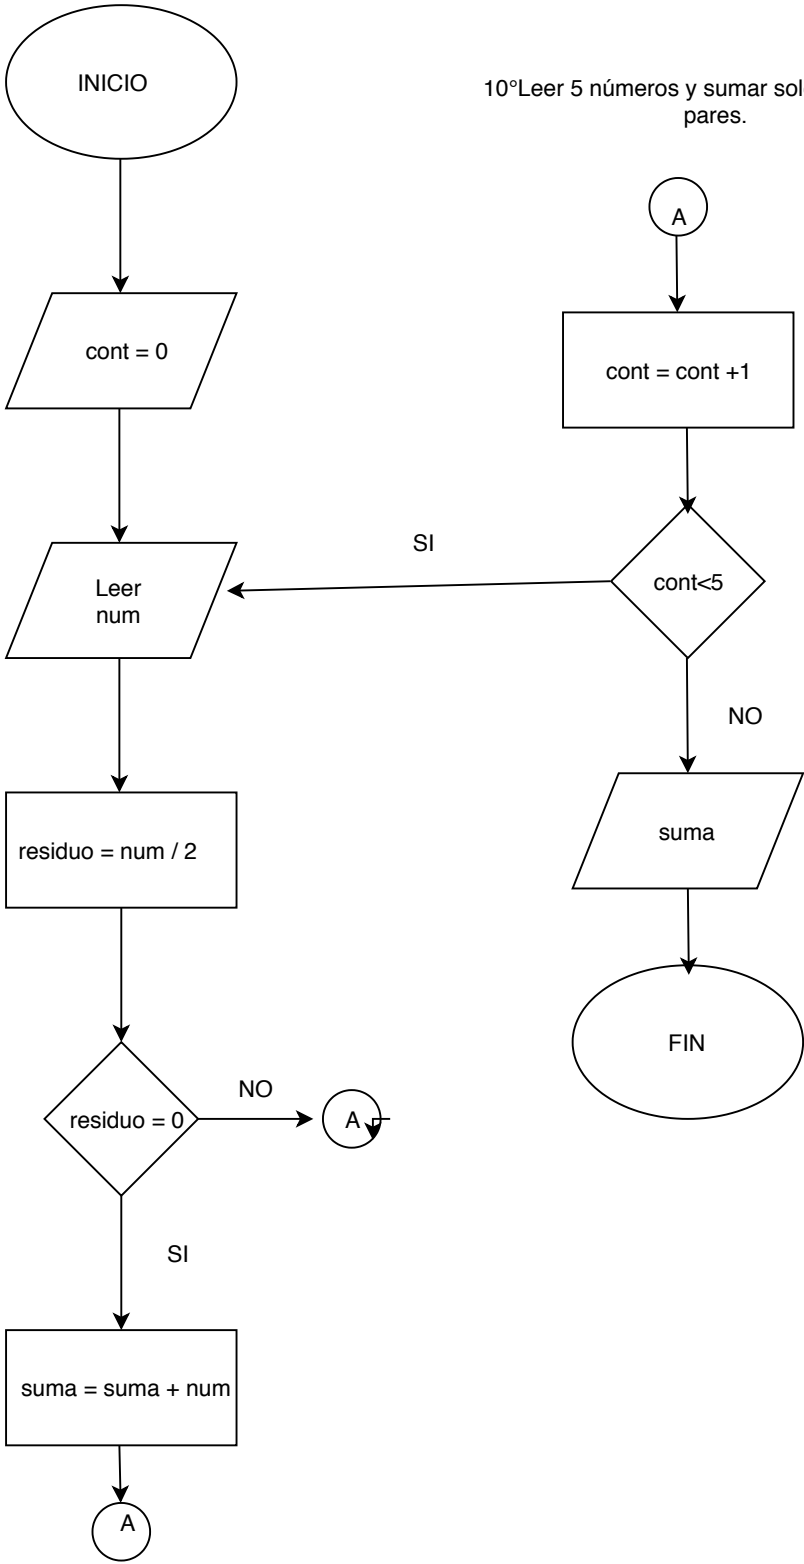 INICIO
10°Leer 5 números y sumar
pares.
A
cont = 0
cont = cont +1
SI
Leer
num
cont<5
NO
residuo = num / 2
suma
FIN
residuo = 0
NO
A
SI
suma = suma + num
A